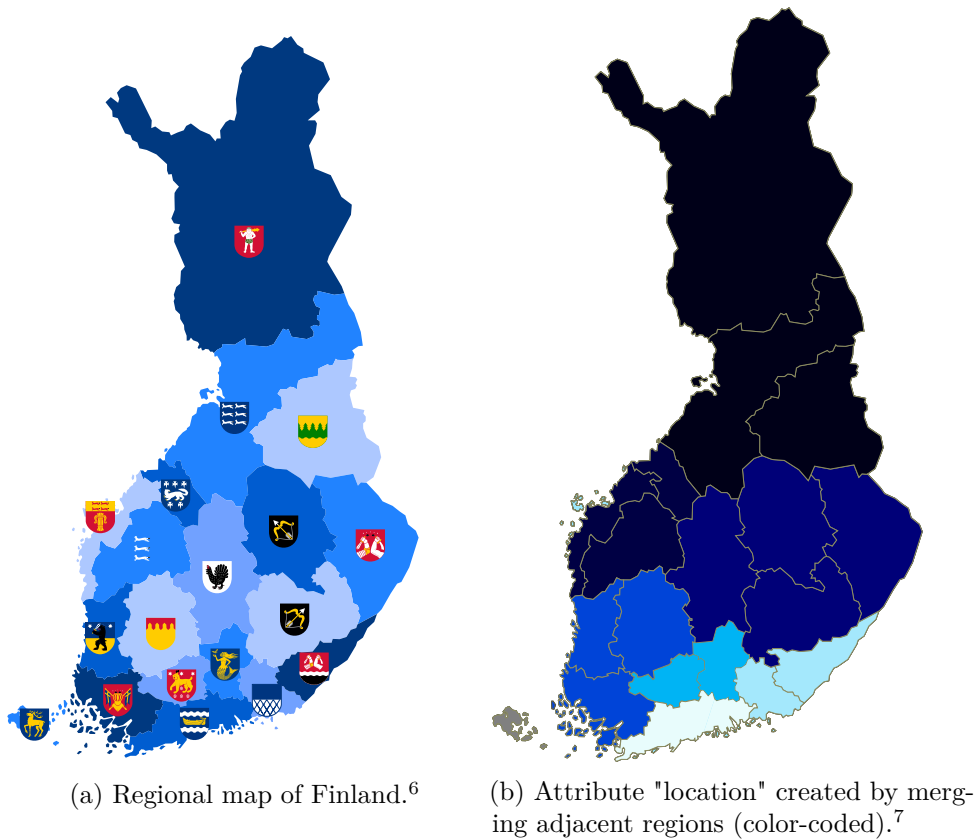 (a) Regional map of Finland.⁶
(b) Attribute "location" created by merg-
ing adjacent regions (color-coded).⁷